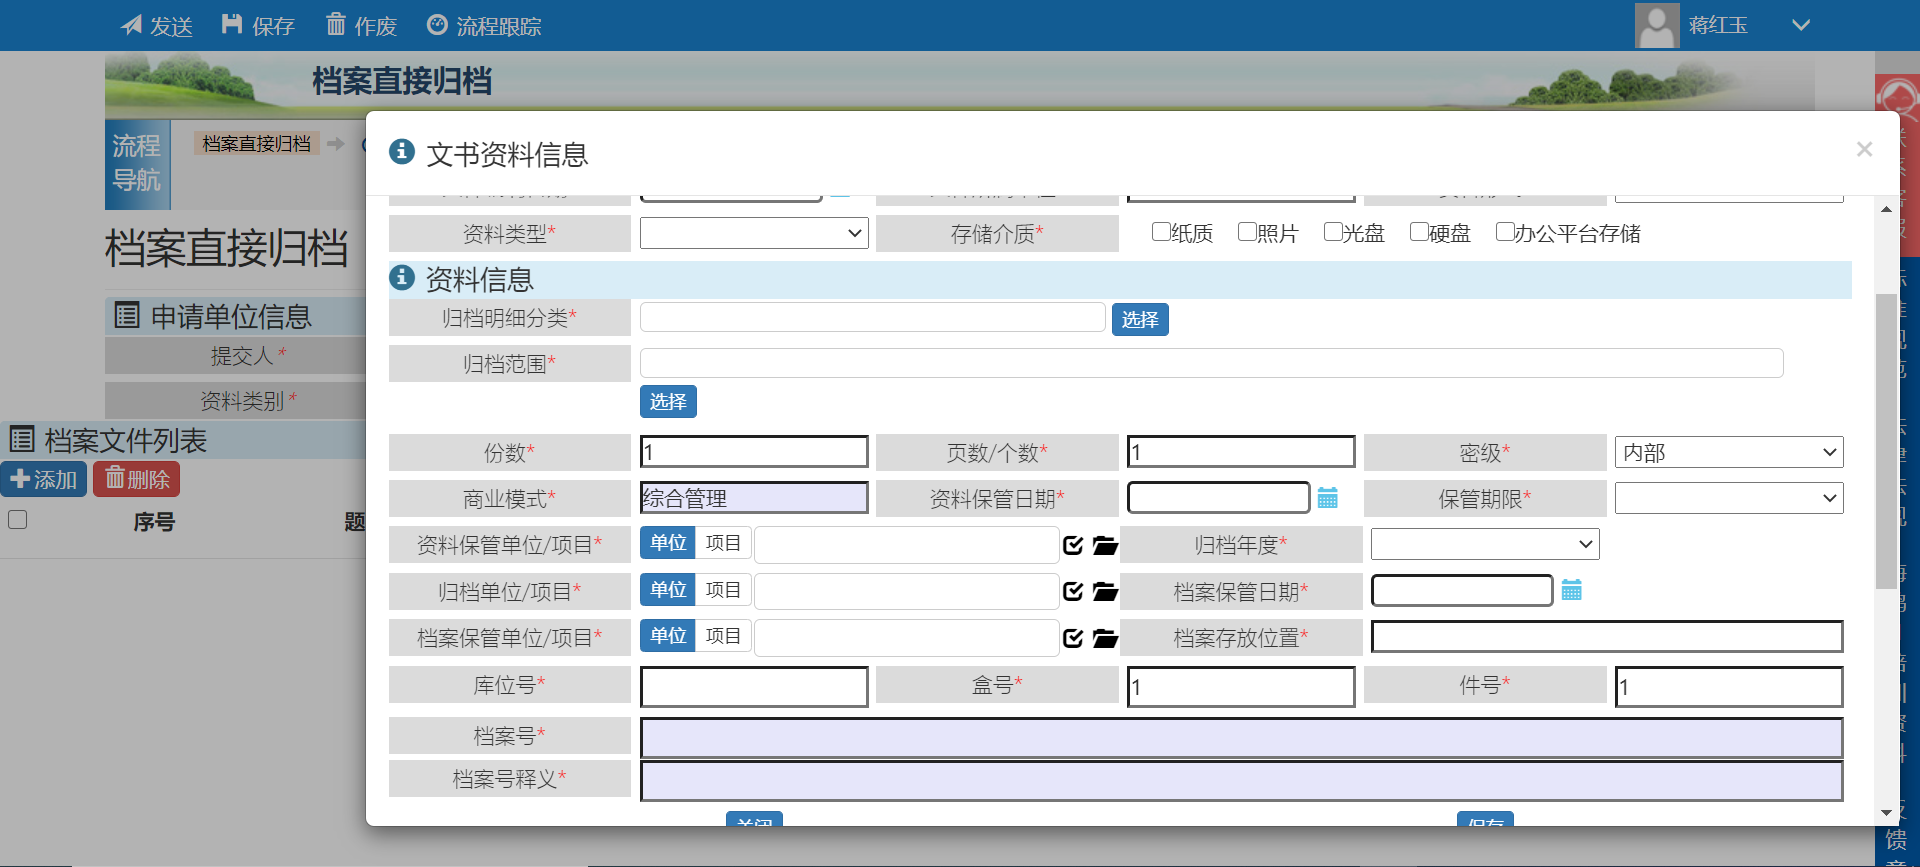 发送 保存 作废 流程跟踪 蒋红玉
档案直接归档
流程
导航
档案直接归档
文书资料信息
×
档案直接归档
资料类型* 存储介质* 纸质 照片 光盘 硬盘 办公平台存储
资料信息
归档明细分类* 选择
申请单位信息
提交人*
归档范围*
资料类别*
选择
档案文件列表
添加 删除
份数* 1 页数/个数* 1 密级* 内部
商业模式* 综合管理 资料保管日期* 保管期限*
序号 题
资料保管单位/项目* 单位 项目 归档年度*
归档单位/项目* 单位 项目 档案保管日期*
档案保管单位/项目* 单位 项目 档案存放位置*
库位号* 盒号* 1 件号* 1
档案号*
档案号释义*
关闭 保存
馈